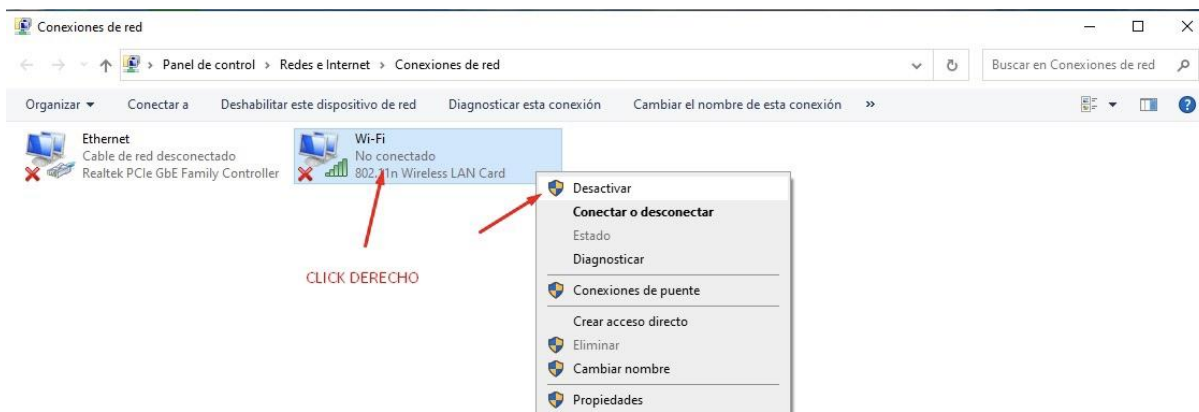 Conexiones de red
Panel de control > Redes e Internet > Conexiones de red
Buscar en Conexiones de red
Organizar Conectar a Deshabilitar este dispositivo de red Diagnosticar esta conexión Cambiar el nombre de esta conexión »
Ethernet
Cable de red desconectado
Realtek PCIe GbE Family Controller
Wi-Fi
No conectado
802.11n Wireless LAN Card
Desactivar
Conectar o desconectar
Estado
Diagnosticar
Conexiones de puente
Crear acceso directo
Eliminar
Cambiar nombre
Propiedades
CLICK DERECHO